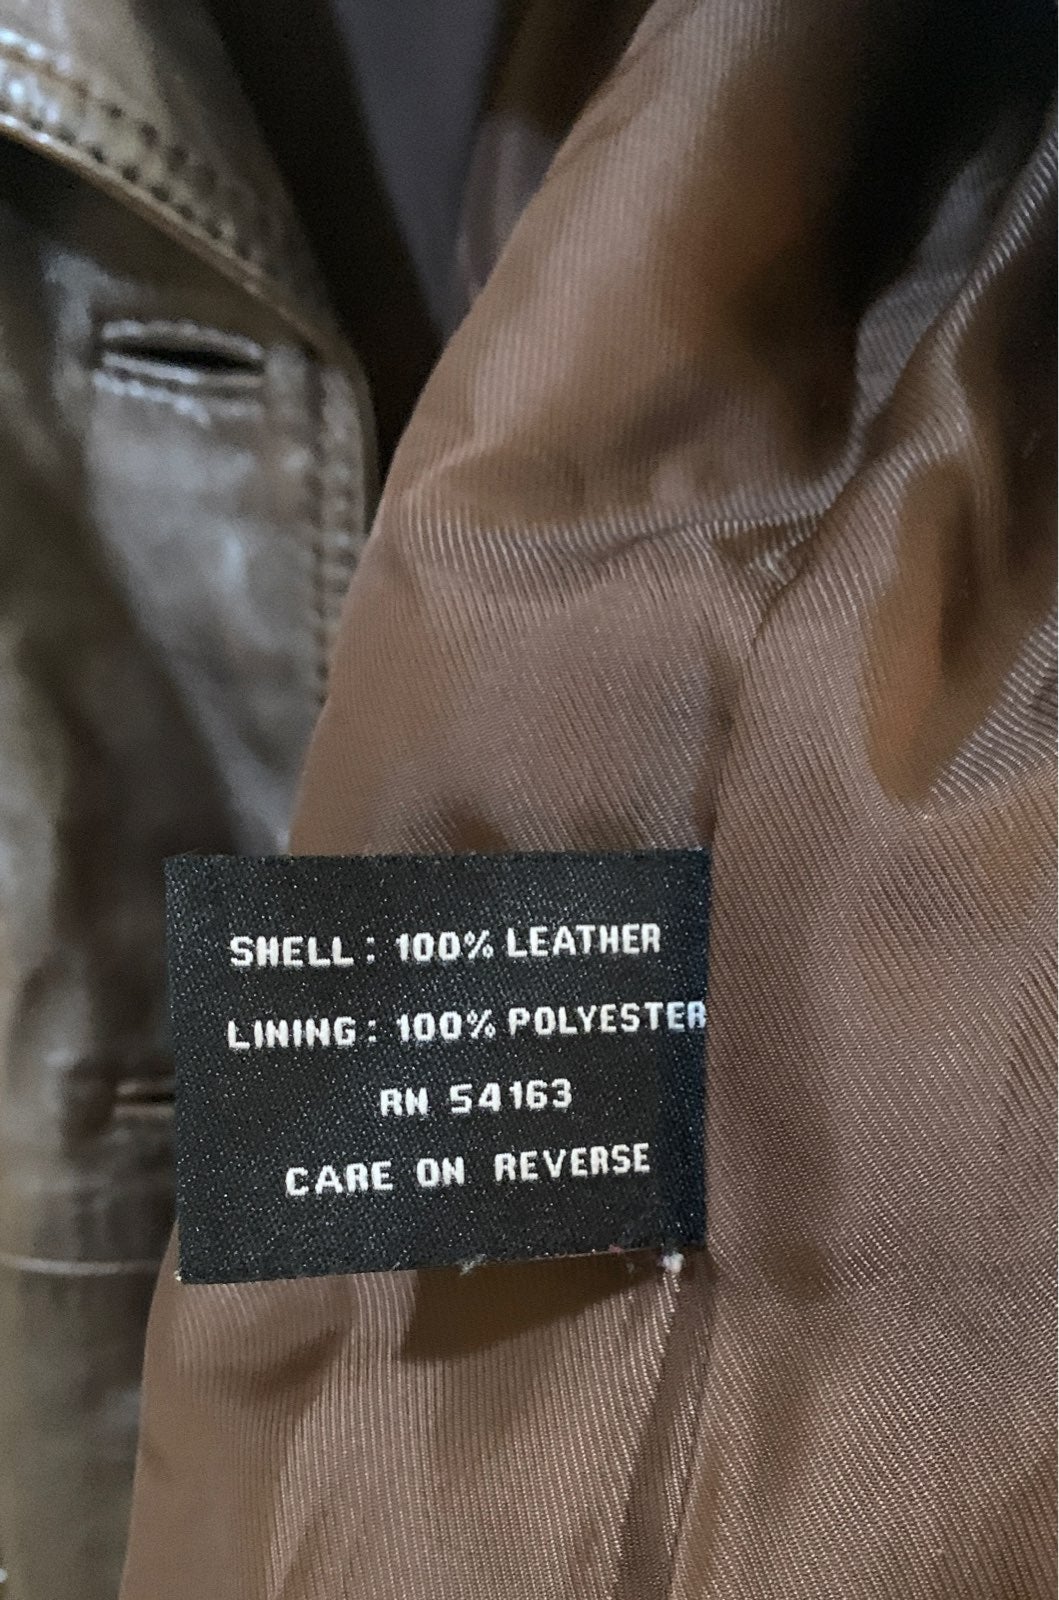 SHELL: 100% LEATHER
LINING: 100% POLYESTER
RN 54163
CARE ON REVERSE